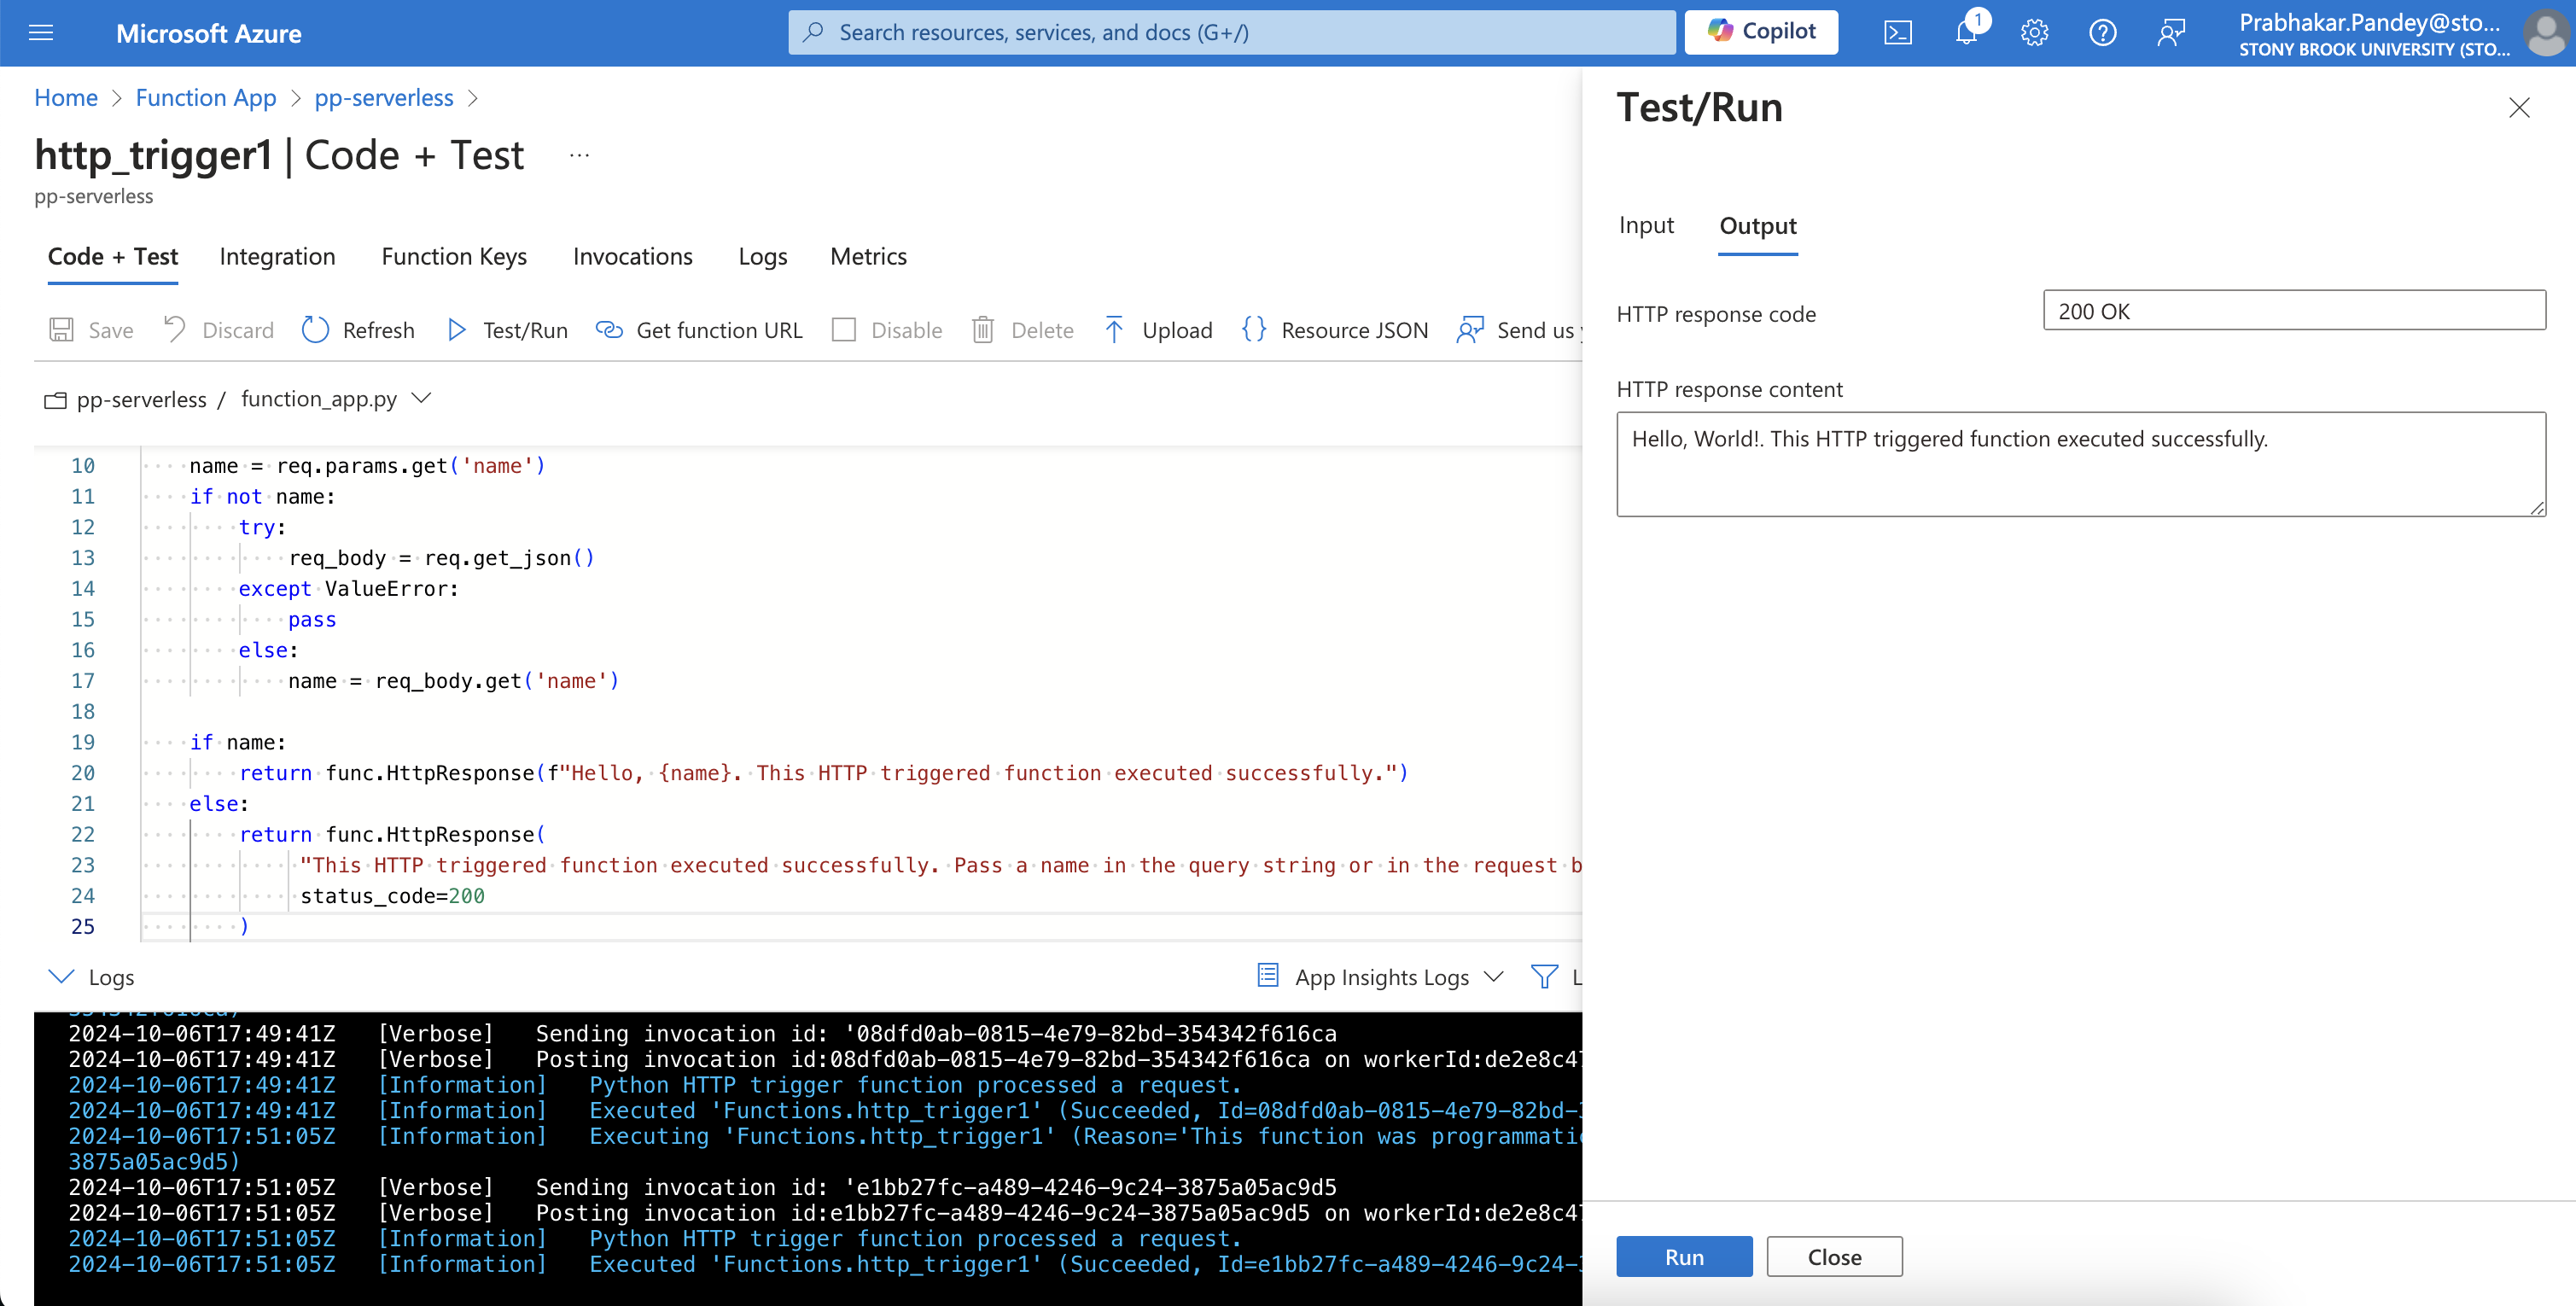 Microsoft Azure
Search resources, services, and docs (G+/)
Copilot
1
Prabhakar.Pandey@sto...
STONY BROOK UNIVERSITY (STO...
Home > Function App > pp-serverless >
http_trigger1 | Code + Test ...
pp-serverless
Code + Test Integration Function Keys Invocations Logs Metrics
Save Discard Refresh Test/Run Get function URL Disable Delete Upload Resource JSON Send us
pp-serverless / function_app.py
10 name = req.params.get('name')
11 if not name:
12 try:
13 req_body = req.get_json()
14 except ValueError:
15 pass
16 else:
17 name = req_body.get('name')
18
19 if name:
20 return func.HttpResponse(f"Hello, {name}. This HTTP triggered function executed successfully.")
21 else:
22 return func.HttpResponse(
23 "This HTTP triggered function executed successfully. Pass a name in the query string or in the request b
24 status_code=200
25 )
Logs
App Insights Logs
L
2024-10-06T17:49:41Z [Verbose] Sending invocation id: '08dfd0ab-0815-4e79-82bd-354342f616ca
2024-10-06T17:49:41Z [Verbose] Posting invocation id:08dfd0ab-0815-4e79-82bd-354342f616ca on workerId:de2e8c47
2024-10-06T17:49:41Z [Information] Python HTTP trigger function processed a request.
2024-10-06T17:49:41Z [Information] Executed 'Functions.http_trigger1' (Succeeded, Id=08dfd0ab-0815-4e79-82bd-3
2024-10-06T17:51:05Z [Information] Executing 'Functions.http_trigger1' (Reason='This function was programmatic
3875a05ac9d5)
2024-10-06T17:51:05Z [Verbose] Sending invocation id: 'e1bb27fc-a489-4246-9c24-3875a05ac9d5
2024-10-06T17:51:05Z [Verbose] Posting invocation id:e1bb27fc-a489-4246-9c24-3875a05ac9d5 on workerId:de2e8c47
2024-10-06T17:51:05Z [Information] Python HTTP trigger function processed a request.
2024-10-06T17:51:05Z [Information] Executed 'Functions.http_trigger1' (Succeeded, Id=e1bb27fc-a489-4246-9c24-3
Test/Run
Input Output
HTTP response code
200 OK
HTTP response content
Hello, World!. This HTTP triggered function executed successfully.
Run Close